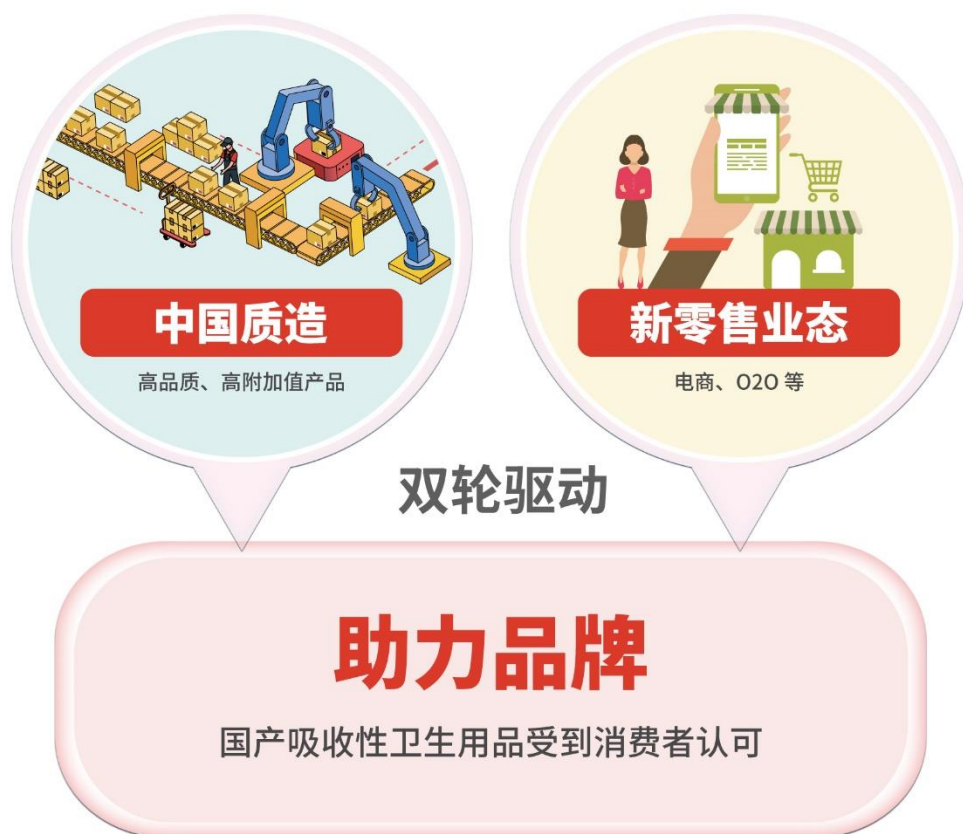 中国质造
高品质、高附加值产品
新零售业态
电商、O2O 等
双轮驱动
助力品牌
国产吸收性卫生用品受到消费者认可